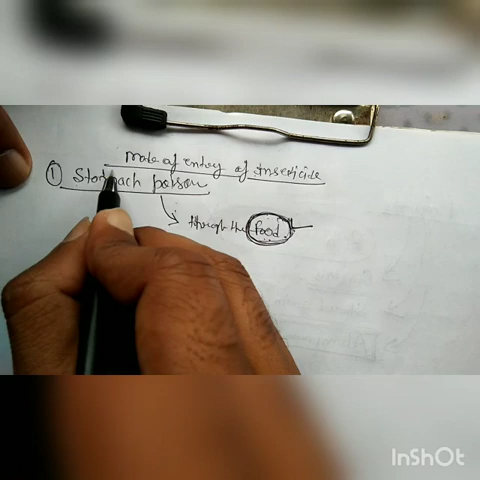 Mode of entry of insecticide
① Stomach poison
through the food
InShOt